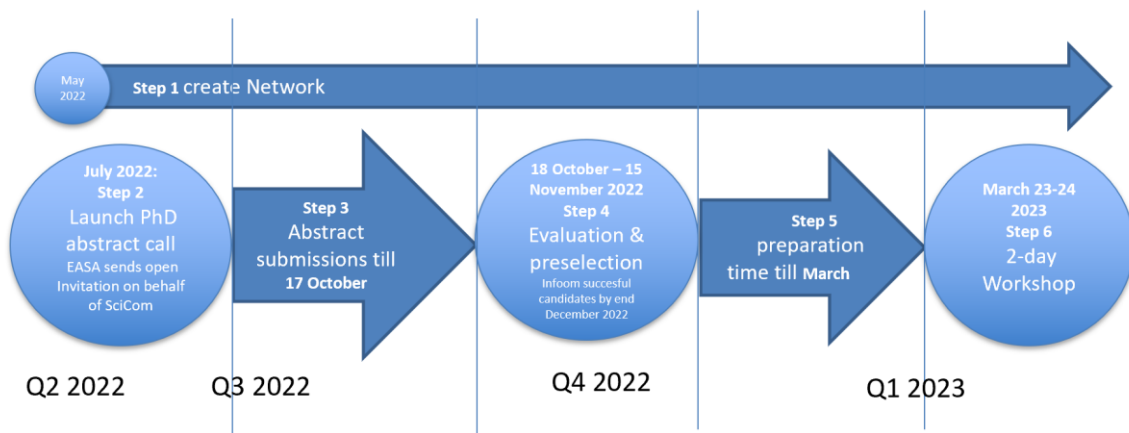 May
2022
Step 1 create Network
July 2022:
Step 2
Launch PhD
abstract call
EASA sends open
Invitation on behalf
of SciCom
Step 3
Abstract
submissions till
17 October
18 October – 15
November 2022
Step 4
Evaluation &
preselection
Infoom succesful
candidates by end
December 2022
Step 5
preparation
time till March
March 23-24
2023
Step 6
2-day
Workshop
Q2 2022
Q3 2022
Q4 2022
Q1 2023